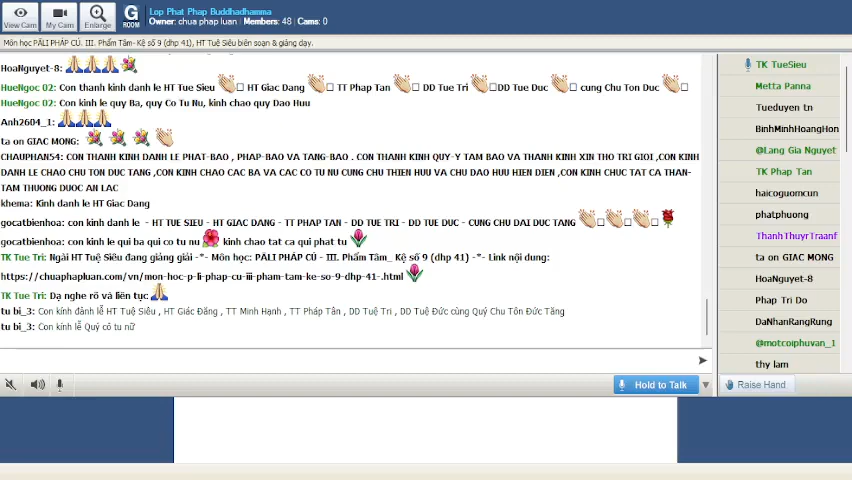 View Cam
My Cam
Enlarge
G
ROOM
Lop Phat Phap Buddhadhamma
Owner: chua phap luan | Members: 48 | Cams: 0
Môn học PĀLI PHÁP CÚ. III. Phẩm Tâm-Kệ số 9 (dhp 41), HT Tuệ Siêu biên soạn & giảng dạy.
HoaNguyet-8:
HueNgoc 02: Con thanh kinh danh le HT Tue Sieu HT Giac Dang TT Phap Tan DD Tue Tri DD Tue Duc cung Chu Ton Duc
HueNgoc 02: Con kinh le quy Ba, quy Co Tu Nu, kinh chao quy Dao Huu
Anh2604_1:
ta on GIAC MONG:
CHAUPHAN54: CON THANH KINH DANH LE PHAT-BAO , PHAP-BAO VA TANG-BAO . CON THANH KINH QUY-Y TAM BAO VA THANH KINH XIN THO TRI GIOI ,CON KINH
DANH LE CHAO CHU TON DUC TANG ,CON KINH CHAO CAC BA VA CAC CO TU NU CUNG CHU THIEN HUU VA CHU DAO HUU HIEN DIEN ,CON KINH CHUC TAT CA THAN-
TAM THUONG DUOC AN LAC
khema: Kinh danh le HT Giac Dang
gocatbienhoa: con kinh danh le - HT TUE SIEU - HT GIAC DANG - TT PHAP TAN - DD TUE TRI - DD TUE DUC - CUNG CHU DAI DUC TANG
gocatbienhoa: con kinh le qui ba qui co tu nu kinh chao tat ca qui phat tu
TK Tue Tri: Ngài HT Tuệ Siêu đang giảng giải -*- Môn học: PĀLI PHÁP CÚ - III. Phẩm Tâm_ Kệ số 9 (dhp 41) -*- Link nội dung:
https://chuaphapluan.com/vn/mon-hoc-p-li-phap-cu-iii-pham-tam-ke-so-9-dhp-41-.html
TK Tue Tri: Dạ nghe rõ và liên tục
tu bi_3: Con kính đảnh lễ HT Tuệ Siêu , HT Giác Đẳng , TT Minh Hạnh , TT Pháp Tân , DD Tuệ Trí , DD Tuệ Đức cùng Quý Chư Tôn Đức Tăng
tu bi_3: Con kính lễ Quý cô tu nữ
Hold to Talk
TK TueSieu
Metta Panna
Tueduyen tn
BinhMinhHoangHon
@Lang Gia Nguyet
TK Phap Tan
haicoguomcun
phatphuong
ThanhThuyrTraanf
ta on GIAC MONG
HoaNguyet-8
Phap Tri Do
DaNhanRangRung
@motcoiphuvan_1
thy lam
Raise Hand